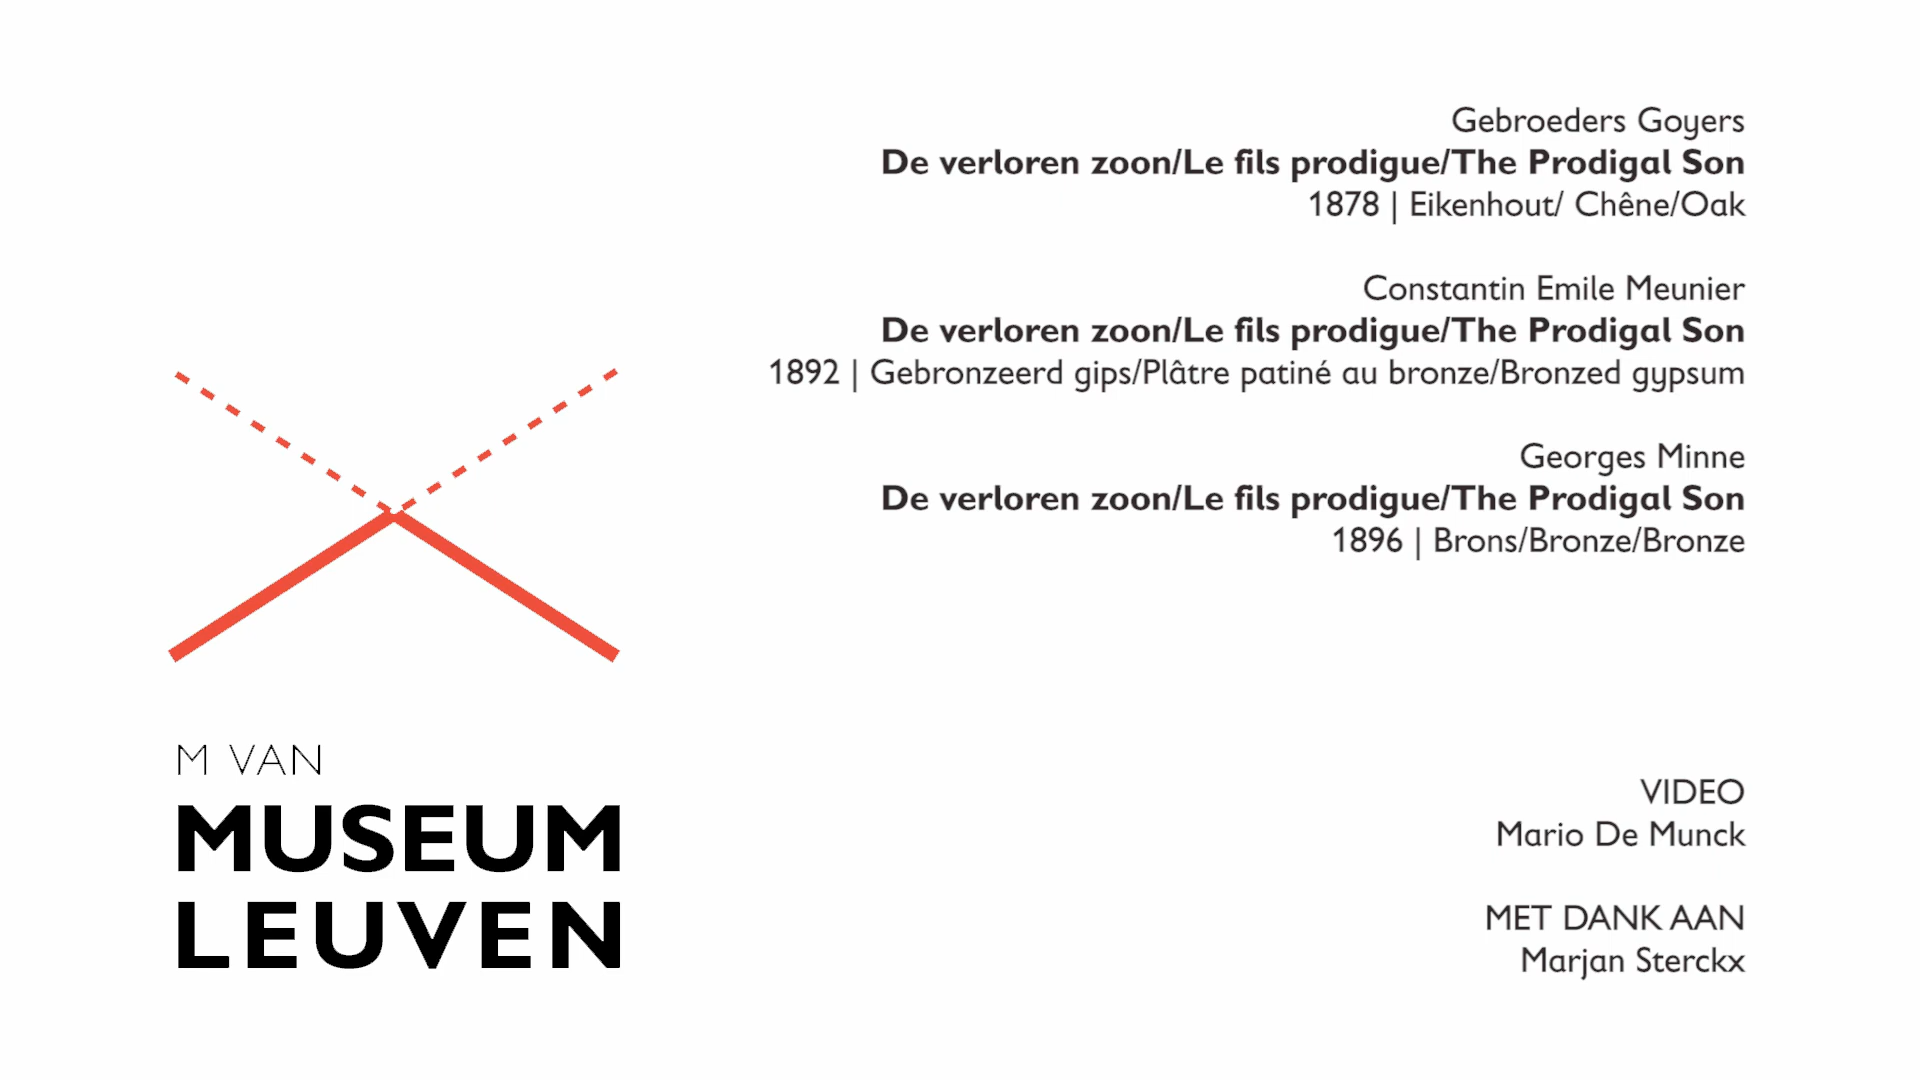 Gebroeders Goyers
De verloren zoon/Le fils prodigue/The Prodigal Son
1878 | Eikenhout/ Chêne/Oak
Constantin Emile Meunier
De verloren zoon/Le fils prodigue/The Prodigal Son
1892 | Gebronzeerd gips/Plâtre patiné au bronze/Bronzed gypsum
Georges Minne
De verloren zoon/Le fils prodigue/The Prodigal Son
1896 | Brons/Bronze/Bronze
M VAN
MUSEUM
LEUVEN
VIDEO
Mario De Munck
MET DANK AAN
Marjan Sterckx